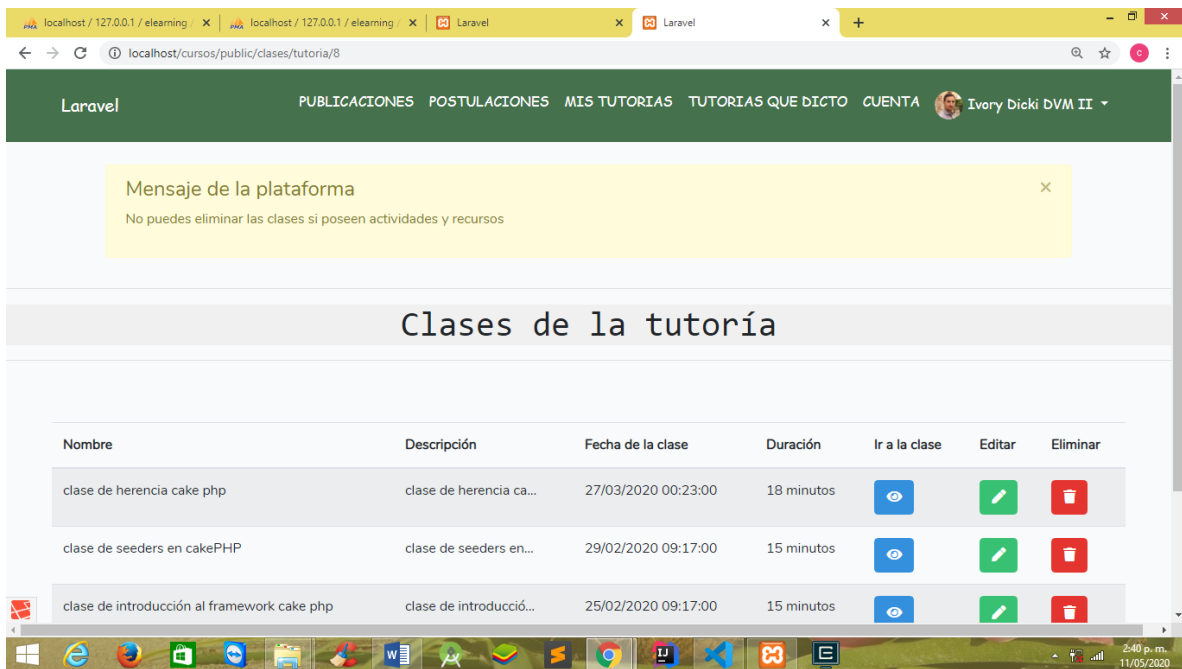 localhost / 127.0.0.1 / elearning /
localhost / 127.0.0.1 / elearning /
Laravel
Laravel
localhost/cursos/public/clases/tutoria/8
C
Laravel
PUBLICACIONES POSTULACIONES MIS TUTORIAS TUTORIAS QUE DICTO CUENTA Ivory Dicki DVM II
Mensaje de la plataforma
×
No puedes eliminar las clases si poseen actividades y recursos
Clases de la tutoría
Nombre Descripción Fecha de la clase Duración Ir a la clase Editar Eliminar
clase de herencia cake php clase de herencia ca... 27/03/2020 00:23:00 18 minutos
clase de seeders en cakePHP clase de seeders en... 29/02/2020 09:17:00 15 minutos
clase de introducción al framework cake php clase de introducció... 25/02/2020 09:17:00 15 minutos
2:40 p. m.
11/05/2020